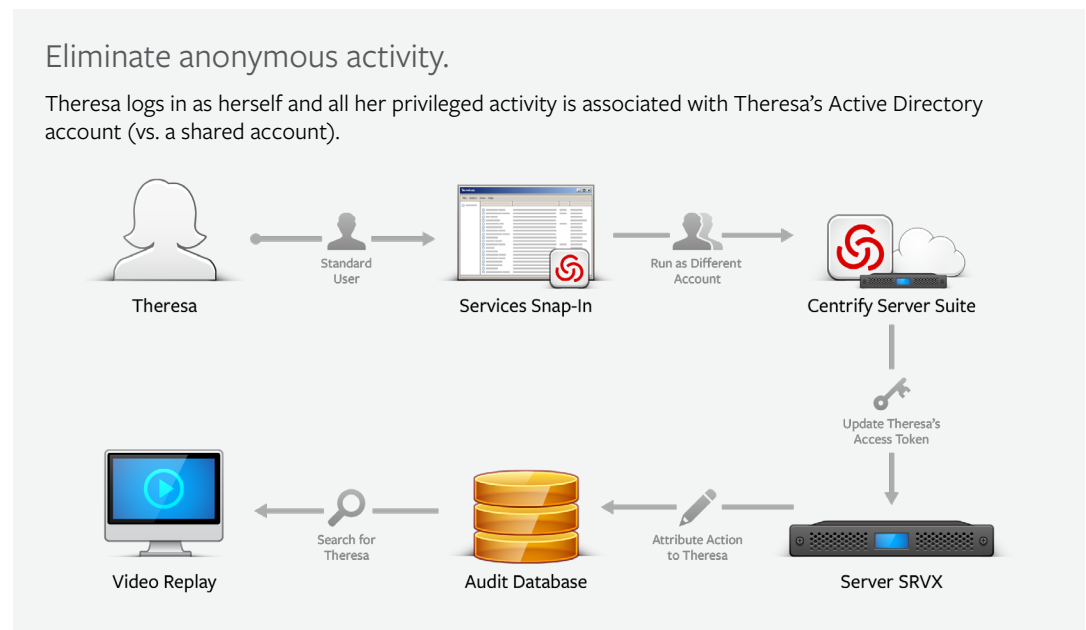 Eliminate anonymous activity.
Theresa logs in as herself and all her privileged activity is associated with Theresa’s Active Directory
account (vs. a shared account).
Standard
User
Run as Different
Account
Theresa
Services Snap-In
Centrify Server Suite
Update Theresa’s
Access Token
Search for
Theresa
Attribute Action
to Theresa
Video Replay
Audit Database
Server SRVX